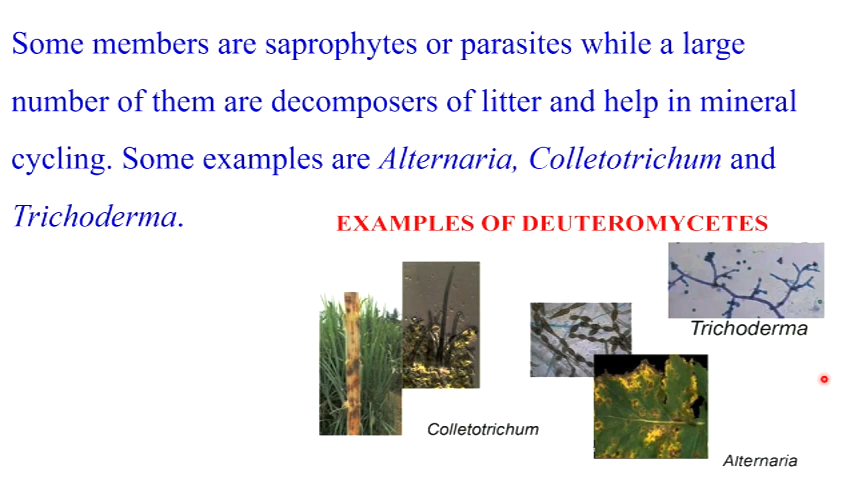 Some members are saprophytes or parasites while a large
number of them are decomposers of litter and help in mineral
cycling. Some examples are Alternaria, Colletotrichum and
Trichoderma.
EXAMPLES OF DEUTEROMYCETES
Trichoderma
Colletotrichum
Alternaria